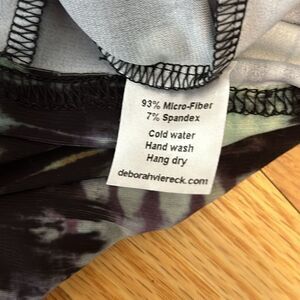 93% Micro-Fiber
7% Spandex
Cold water
Hand wash
Hang dry
deborahviereck.com